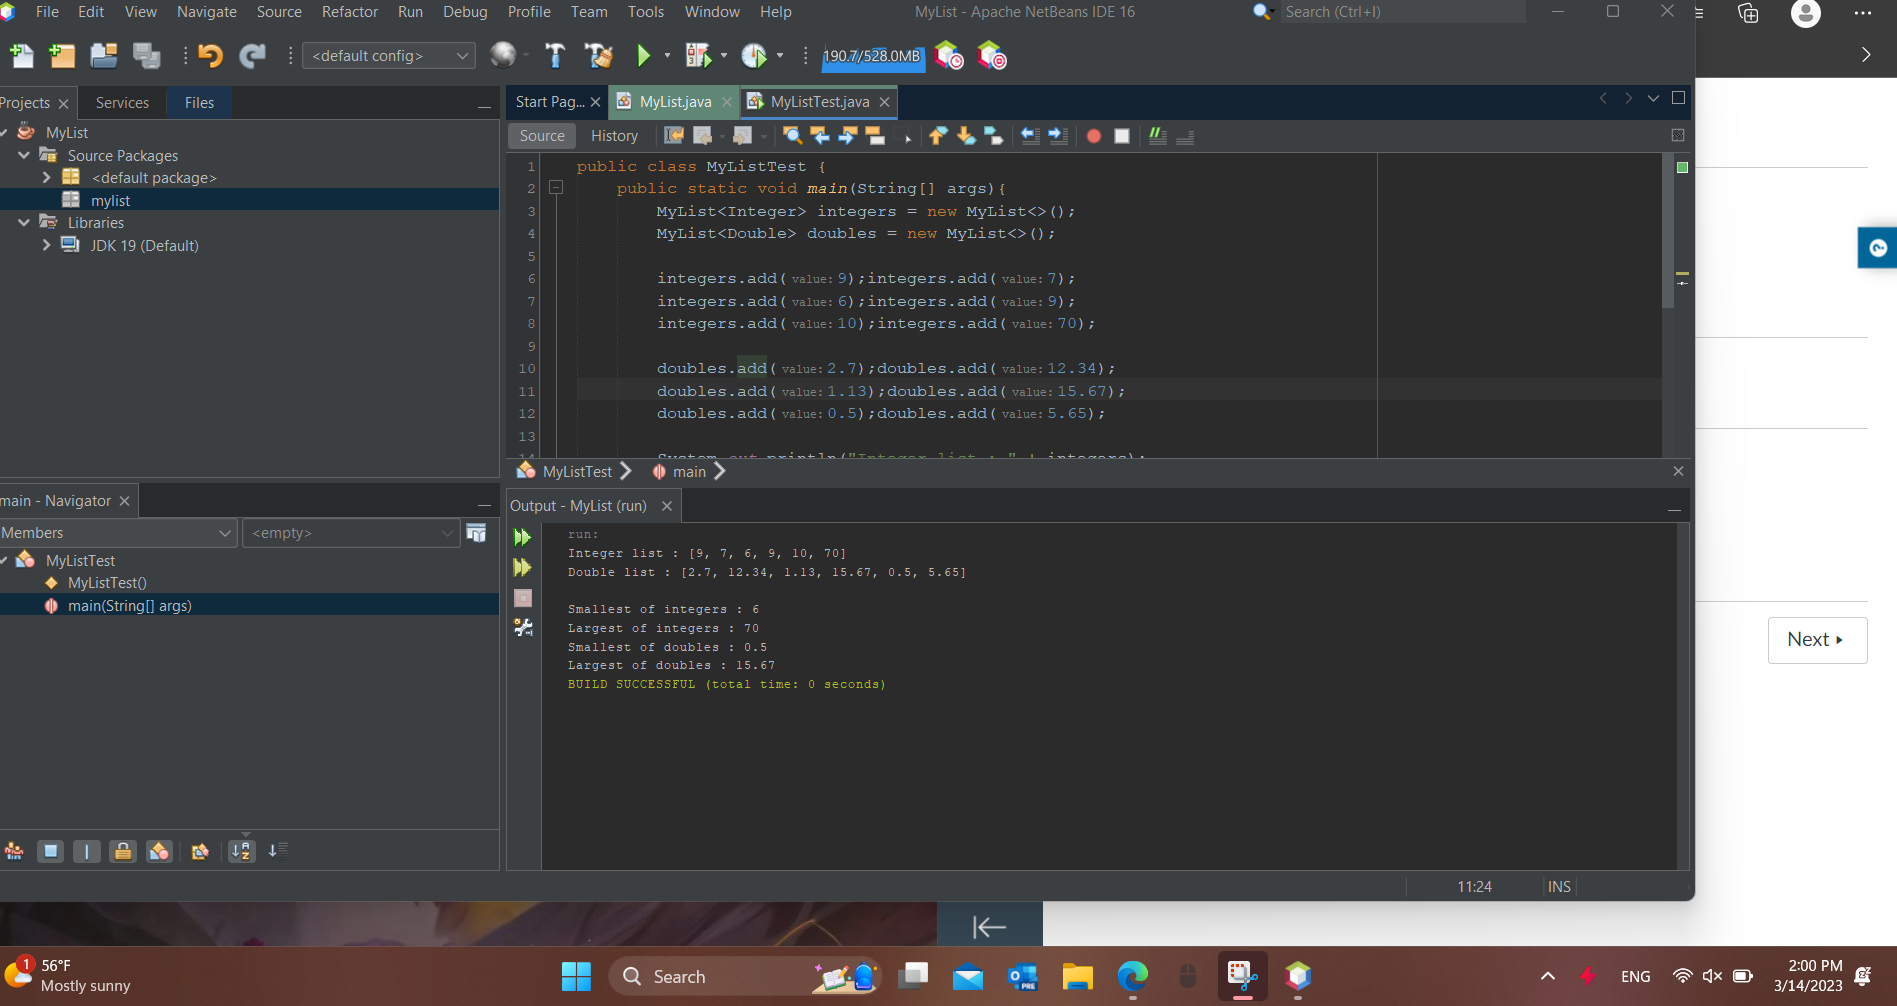 File Edit View Navigate Source Refactor Run Debug Profile Team Tools Window Help MyList - Apache NetBeans IDE 16 Search (Ctrl+I)
<default config> 190.7/528.0MB
Projects Services Files
MyList
Source Packages
<default package>
mylist
Libraries
JDK 19 (Default)
Start Pag... MyList.java MyListTest.java
Source History
1 public class MyListTest {
2 public static void main(String[] args){
3 MyList<Integer> integers = new MyList<>();
4 MyList<Double> doubles = new MyList<>();
5
6 integers.add( value: 9);integers.add( value: 7);
7 integers.add( value: 6);integers.add( value: 9);
8 integers.add( value: 10);integers.add( value: 70);
9
10 doubles.add( value: 2.7);doubles.add( value: 12.34);
11 doubles.add( value: 1.13);doubles.add( value: 15.67);
12 doubles.add( value: 0.5);doubles.add( value: 5.65);
13
14 System.out.println("Integer list : " + integers);
MyListTest main
main - Navigator
Members <empty>
MyListTest
MyListTest()
main(String[] args)
Output - MyList (run)
run:
Integer list : [9, 7, 6, 9, 10, 70]
Double list : [2.7, 12.34, 1.13, 15.67, 0.5, 5.65]
Smallest of integers : 6
Largest of integers : 70
Smallest of doubles : 0.5
Largest of doubles : 15.67
BUILD SUCCESSFUL (total time: 0 seconds)
11:24 INS
Next
1
56°F
Mostly sunny
Search
PRE
ENG
2:00 PM
3/14/2023